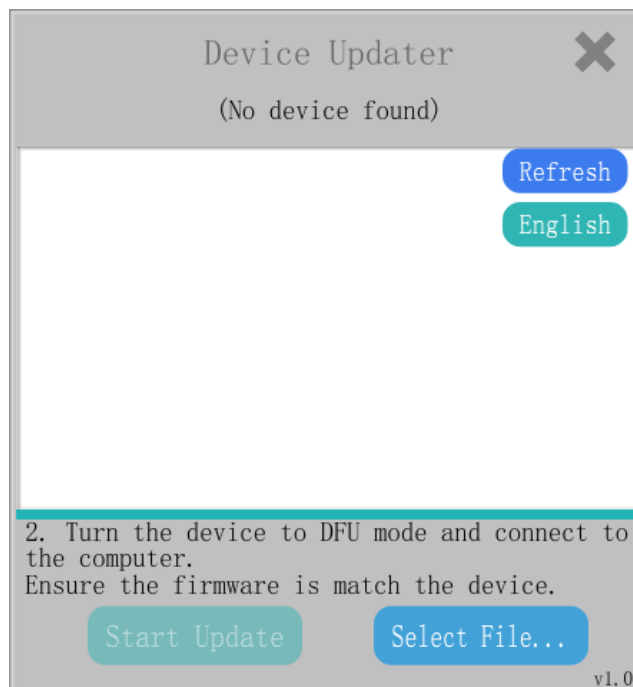 Device Updater
(No device found)
Refresh
English
2. Turn the device to DFU mode and connect to
the computer.
Ensure the firmware is match the device.
Start Update
Select File...
v1.0